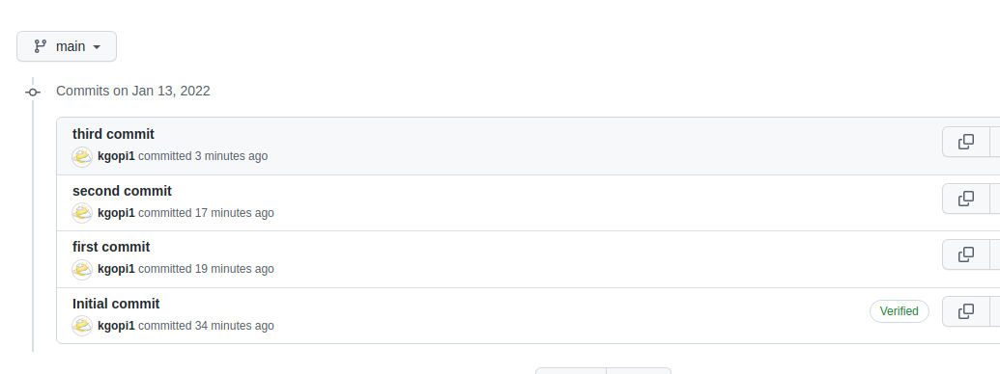 main
Commits on Jan 13, 2022
third commit
kgopi1 committed 3 minutes ago
second commit
kgopi1 committed 17 minutes ago
first commit
kgopi1 committed 19 minutes ago
Initial commit
Verified
kgopi1 committed 34 minutes ago